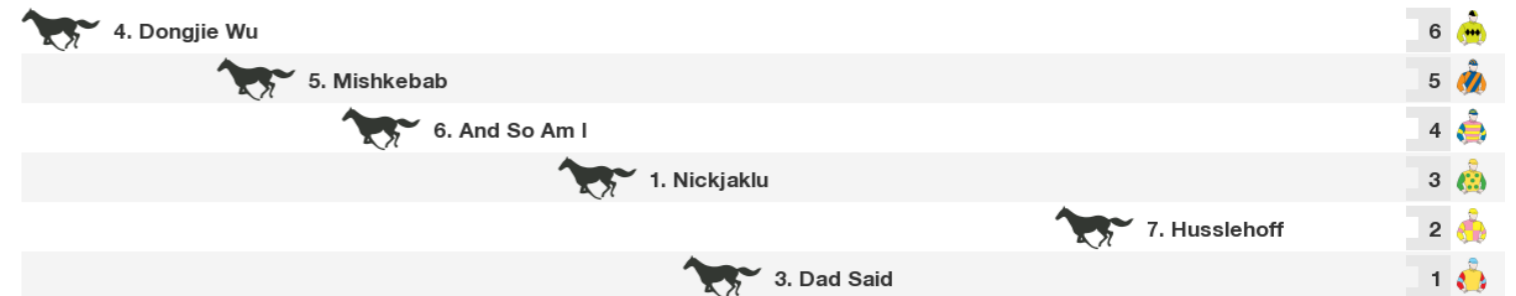 4. Dongjie Wu 6
5. Mishkebab 5
6. And So Am I 4
1. Nickjaklu 3
7. Husslehoff 2
3. Dad Said 1